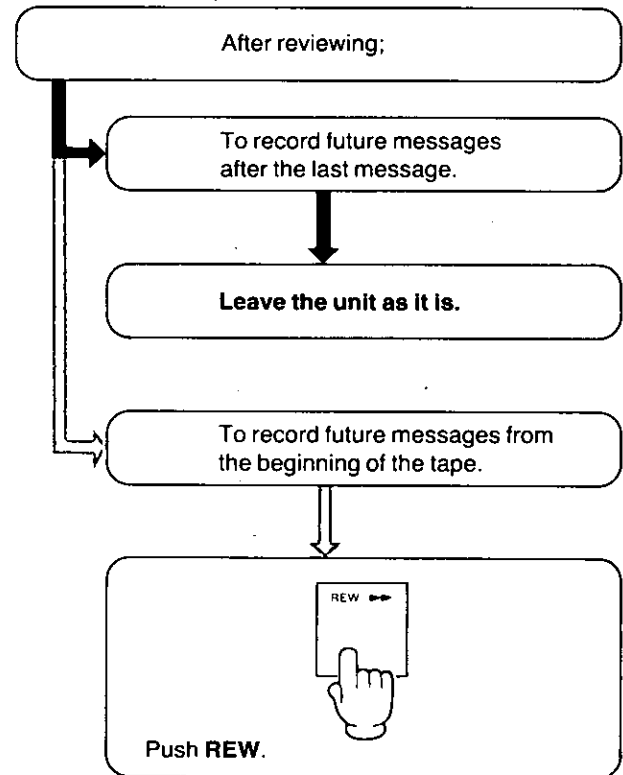 After reviewing;
To record future messages
after the last message.
Leave the unit as it is.
To record future messages from
the beginning of the tape.
REW ▶▶
Push REW.